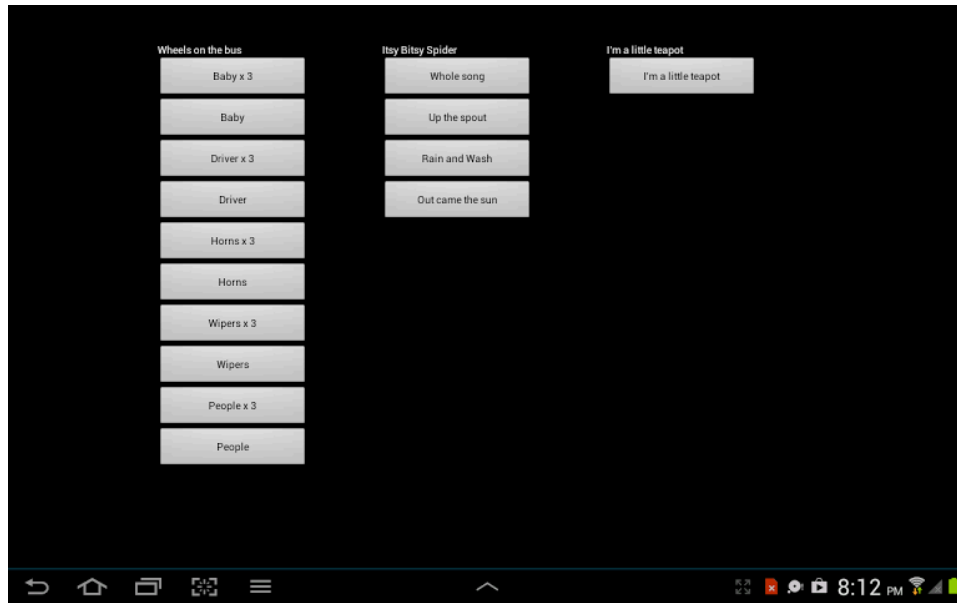 Wheels on the bus
Baby x 3
Baby
Driver x 3
Driver
Horns x 3
Horns
Wipers x 3
Wipers
People x 3
People
Itsy Bitsy Spider
Whole song
Up the spout
Rain and Wash
Out came the sun
I'm a little teapot
I'm a little teapot
8:12 PM